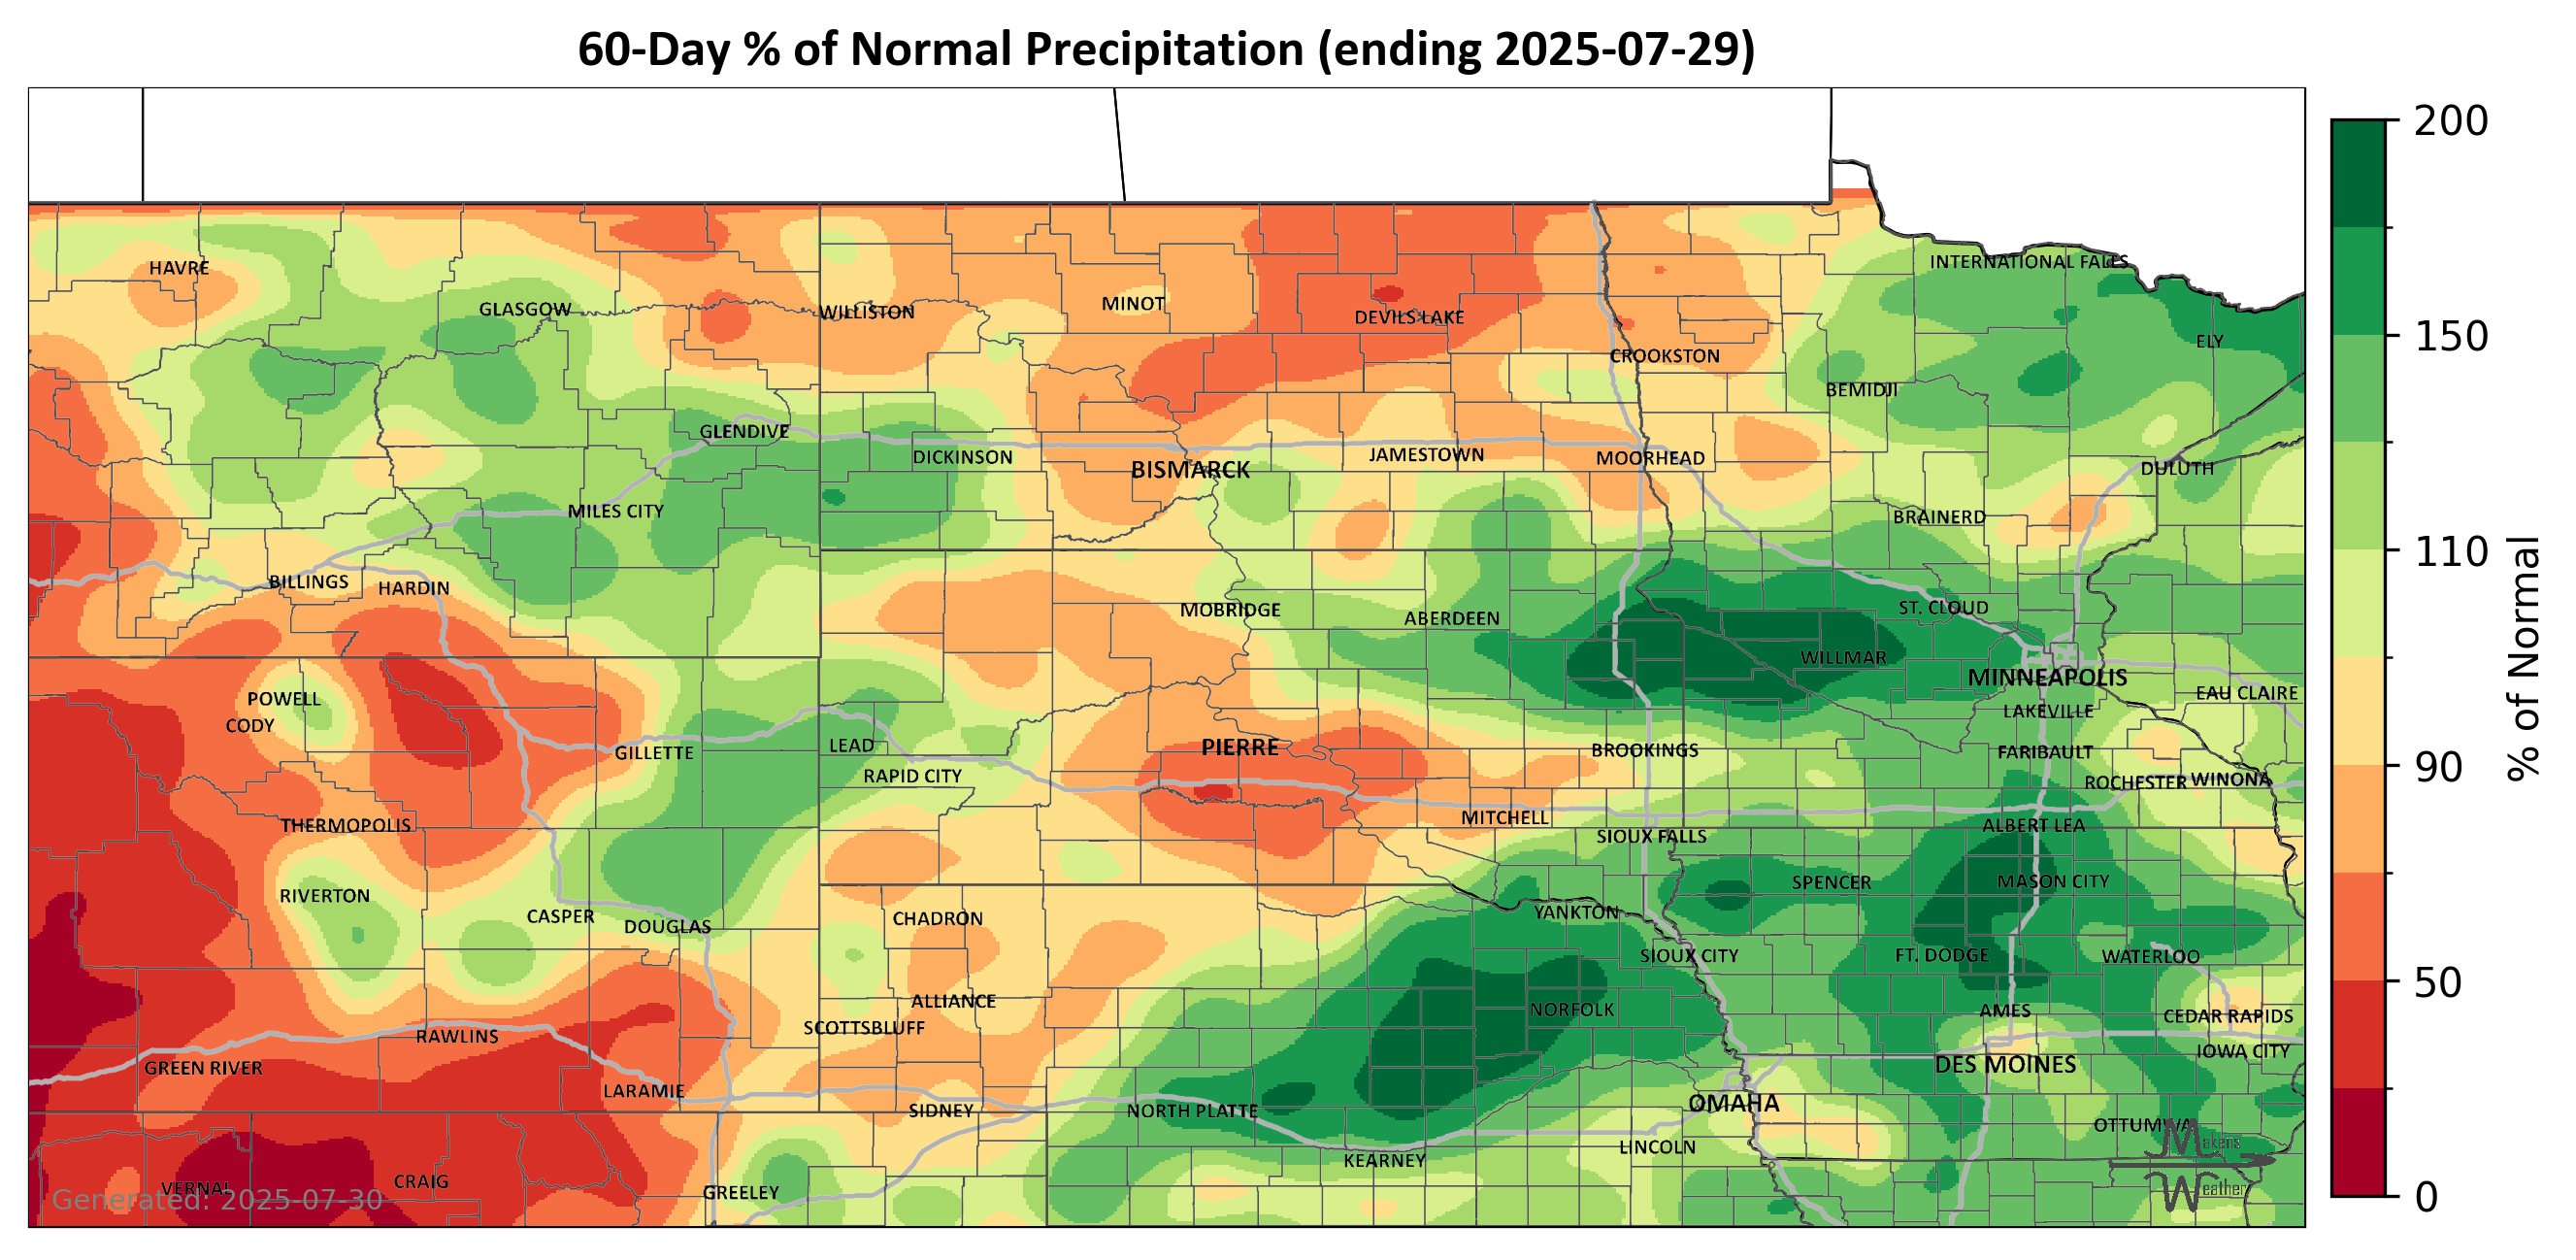 60-Day % of Normal Precipitation (ending 2025-07-29)
200
150
110
90
50
0
% of Normal
INTERNATIONAL FALLS
HAVRE
GLASGOW
WILLISTON
MINOT
DEVILS LAKE
ELY
CROOKSTON
BEMIDJI
GLENDIVE
DICKINSON
BISMARCK
JAMESTOWN
MOORHEAD
DULUTH
MILES CITY
BRAINERD
BILLINGS
HARDIN
MOBRIDGE
ABERDEEN
ST. CLOUD
WILLMAR
MINNEAPOLIS
POWELL
EAU CLAIRE
CODY
LAKEVILLE
GILLETTE
LEAD
PIERRE
BROOKINGS
FARIBAULT
RAPID CITY
ROCHESTER
WINONA
THERMOPOLIS
MITCHELL
SIOUX FALLS
ALBERT LEA
RIVERTON
SPENCER
MASON CITY
CASPER
DOUGLAS
CHADRON
YANKTON
SIOUX CITY
FT. DODGE
WATERLOO
ALLIANCE
NORFOLK
AMES
CEDAR RAPIDS
SCOTTSBLUFF
RAWLINS
IOWA CITY
GREEN RIVER
DES MOINES
LARAMIE
SIDNEY
NORTH PLATTE
OMAHA
OTTUMWA
LINCOLN
KEARNEY
VERNAL
CRAIG
GREELEY
Makers
Weather
Generated: 2025-07-30